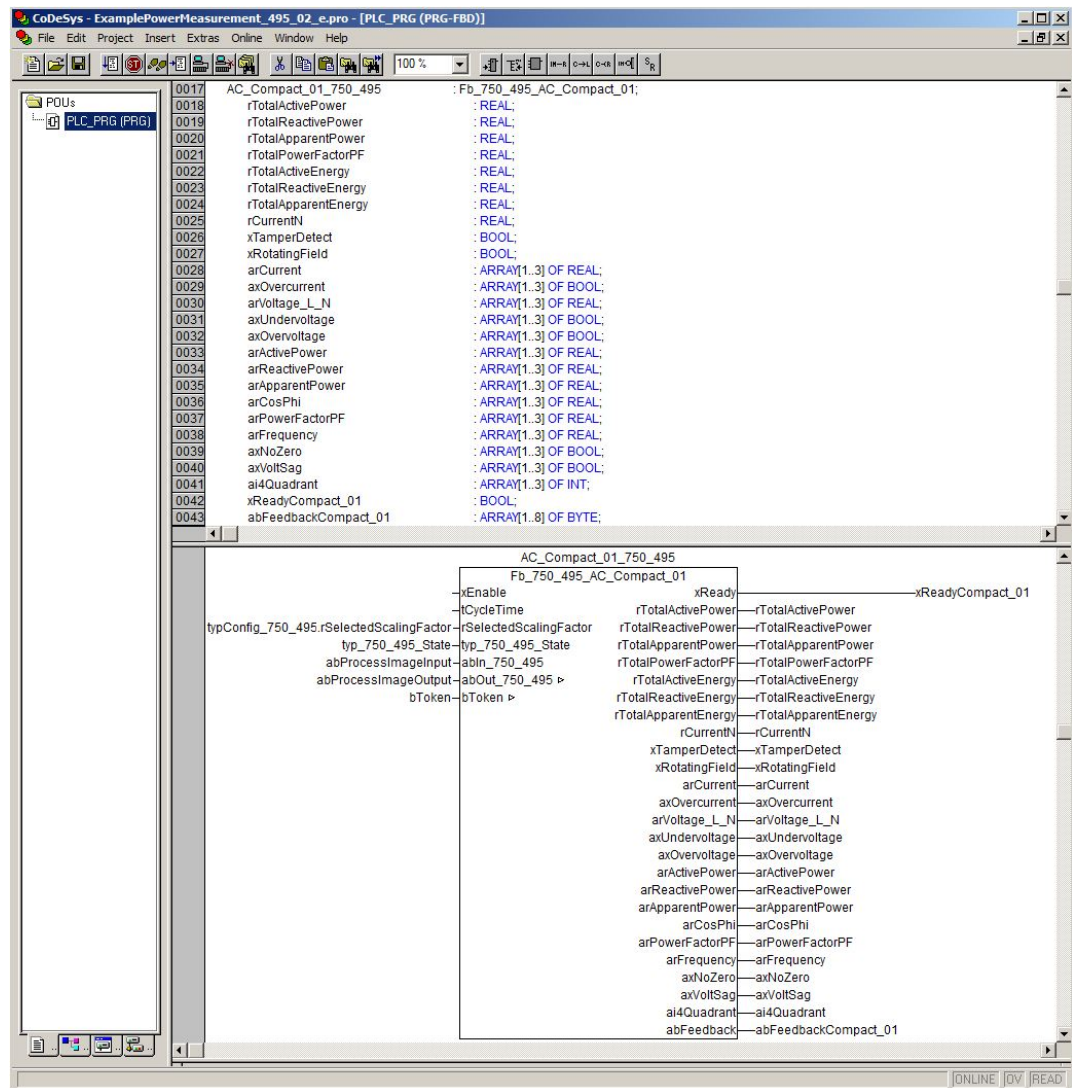 CoDeSys - ExamplePowerMeasurement_495_02_e.pro - [PLC_PRG (PRG-FBD)]
File Edit Project Insert Extras Online Window Help
100 %
POUs
PLC_PRG (PRG)
0017 AC_Compact_01_750_495 : Fb_750_495_AC_Compact_01;
0018 rTotalActivePower : REAL;
0019 rTotalReactivePower : REAL;
0020 rTotalApparentPower : REAL;
0021 rTotalPowerFactorPF : REAL;
0022 rTotalActiveEnergy : REAL;
0023 rTotalReactiveEnergy : REAL;
0024 rTotalApparentEnergy : REAL;
0025 rCurrentN : REAL;
0026 xTamperDetect : BOOL;
0027 xRotatingField : BOOL;
0028 arCurrent : ARRAY[1..3] OF REAL;
0029 axOvercurrent : ARRAY[1..3] OF BOOL;
0030 arVoltage_L_N : ARRAY[1..3] OF REAL;
0031 axUndervoltage : ARRAY[1..3] OF BOOL;
0032 axOvervoltage : ARRAY[1..3] OF BOOL;
0033 arActivePower : ARRAY[1..3] OF REAL;
0034 arReactivePower : ARRAY[1..3] OF REAL;
0035 arApparentPower : ARRAY[1..3] OF REAL;
0036 arCosPhi : ARRAY[1..3] OF REAL;
0037 arPowerFactorPF : ARRAY[1..3] OF REAL;
0038 arFrequency : ARRAY[1..3] OF REAL;
0039 axNoZero : ARRAY[1..3] OF BOOL;
0040 axVoltSag : ARRAY[1..3] OF BOOL;
0041 ai4Quadrant : ARRAY[1..3] OF INT;
0042 xReadyCompact_01 : BOOL;
0043 abFeedbackCompact_01 : ARRAY[1..8] OF BYTE;
AC_Compact_01_750_495
Fb_750_495_AC_Compact_01
xEnable xReady xReadyCompact_01
tCycleTime rTotalActivePower rTotalActivePower
typConfig_750_495.rSelectedScalingFactor rSelectedScalingFactor rTotalReactivePower rTotalReactivePower
typ_750_495_State typ_750_495_State rTotalApparentPower rTotalApparentPower
abProcessImageInput abIn_750_495 rTotalPowerFactorPF rTotalPowerFactorPF
abProcessImageOutput abOut_750_495 rTotalActiveEnergy rTotalActiveEnergy
bToken bToken rTotalReactiveEnergy rTotalReactiveEnergy
rTotalApparentEnergy rTotalApparentEnergy
rCurrentN rCurrentN
xTamperDetect xTamperDetect
xRotatingField xRotatingField
arCurrent arCurrent
axOvercurrent axOvercurrent
arVoltage_L_N arVoltage_L_N
axUndervoltage axUndervoltage
axOvervoltage axOvervoltage
arActivePower arActivePower
arReactivePower arReactivePower
arApparentPower arApparentPower
arCosPhi arCosPhi
arPowerFactorPF arPowerFactorPF
arFrequency arFrequency
axNoZero axNoZero
axVoltSag axVoltSag
ai4Quadrant ai4Quadrant
abFeedback abFeedbackCompact_01
ONLINE OV READ